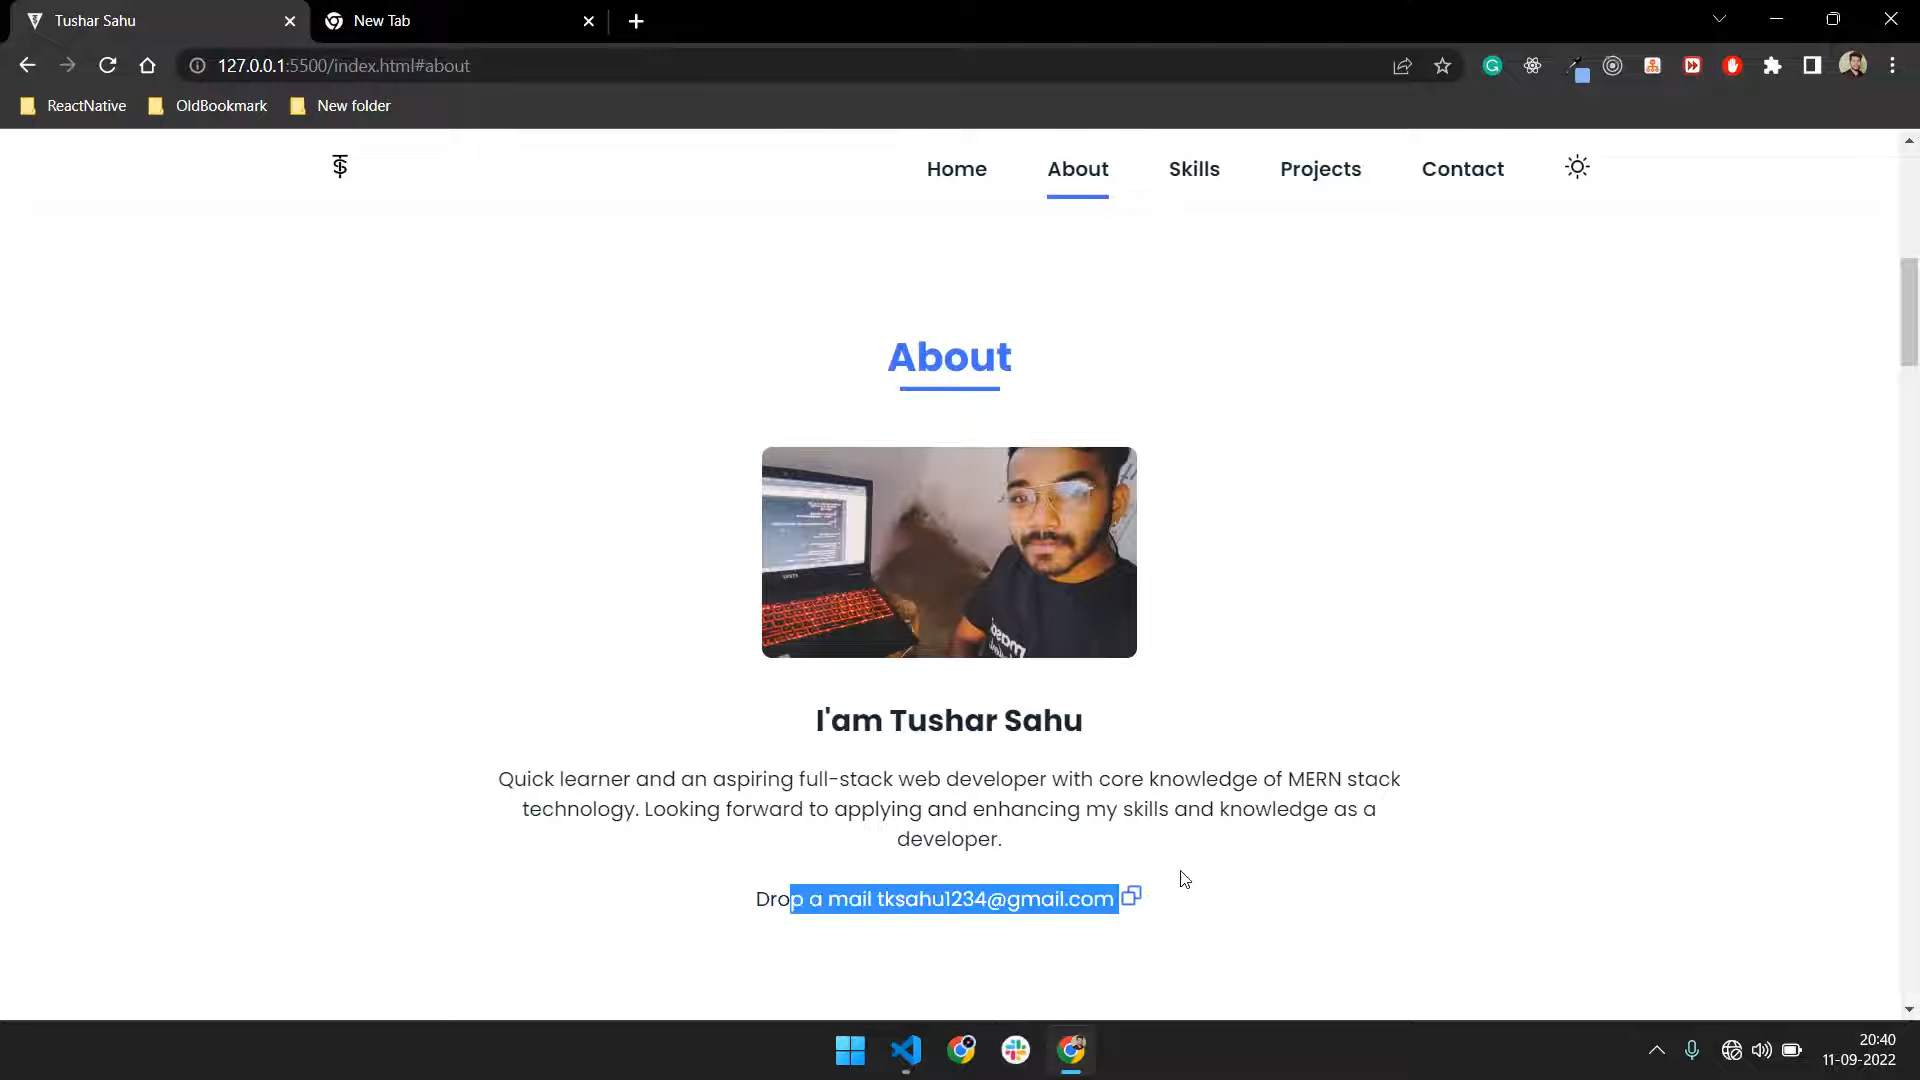 Tushar Sahu
New Tab
127.0.0.1:5500/index.html#about
ReactNative
OldBookmark
New folder
Home
About
Skills
Projects
Contact
About
I'am Tushar Sahu
Quick learner and an aspiring full-stack web developer with core knowledge of MERN stack
technology. Looking forward to applying and enhancing my skills and knowledge as a
developer.
Drop a mail tksahu1234@gmail.com
20:40
11-09-2022